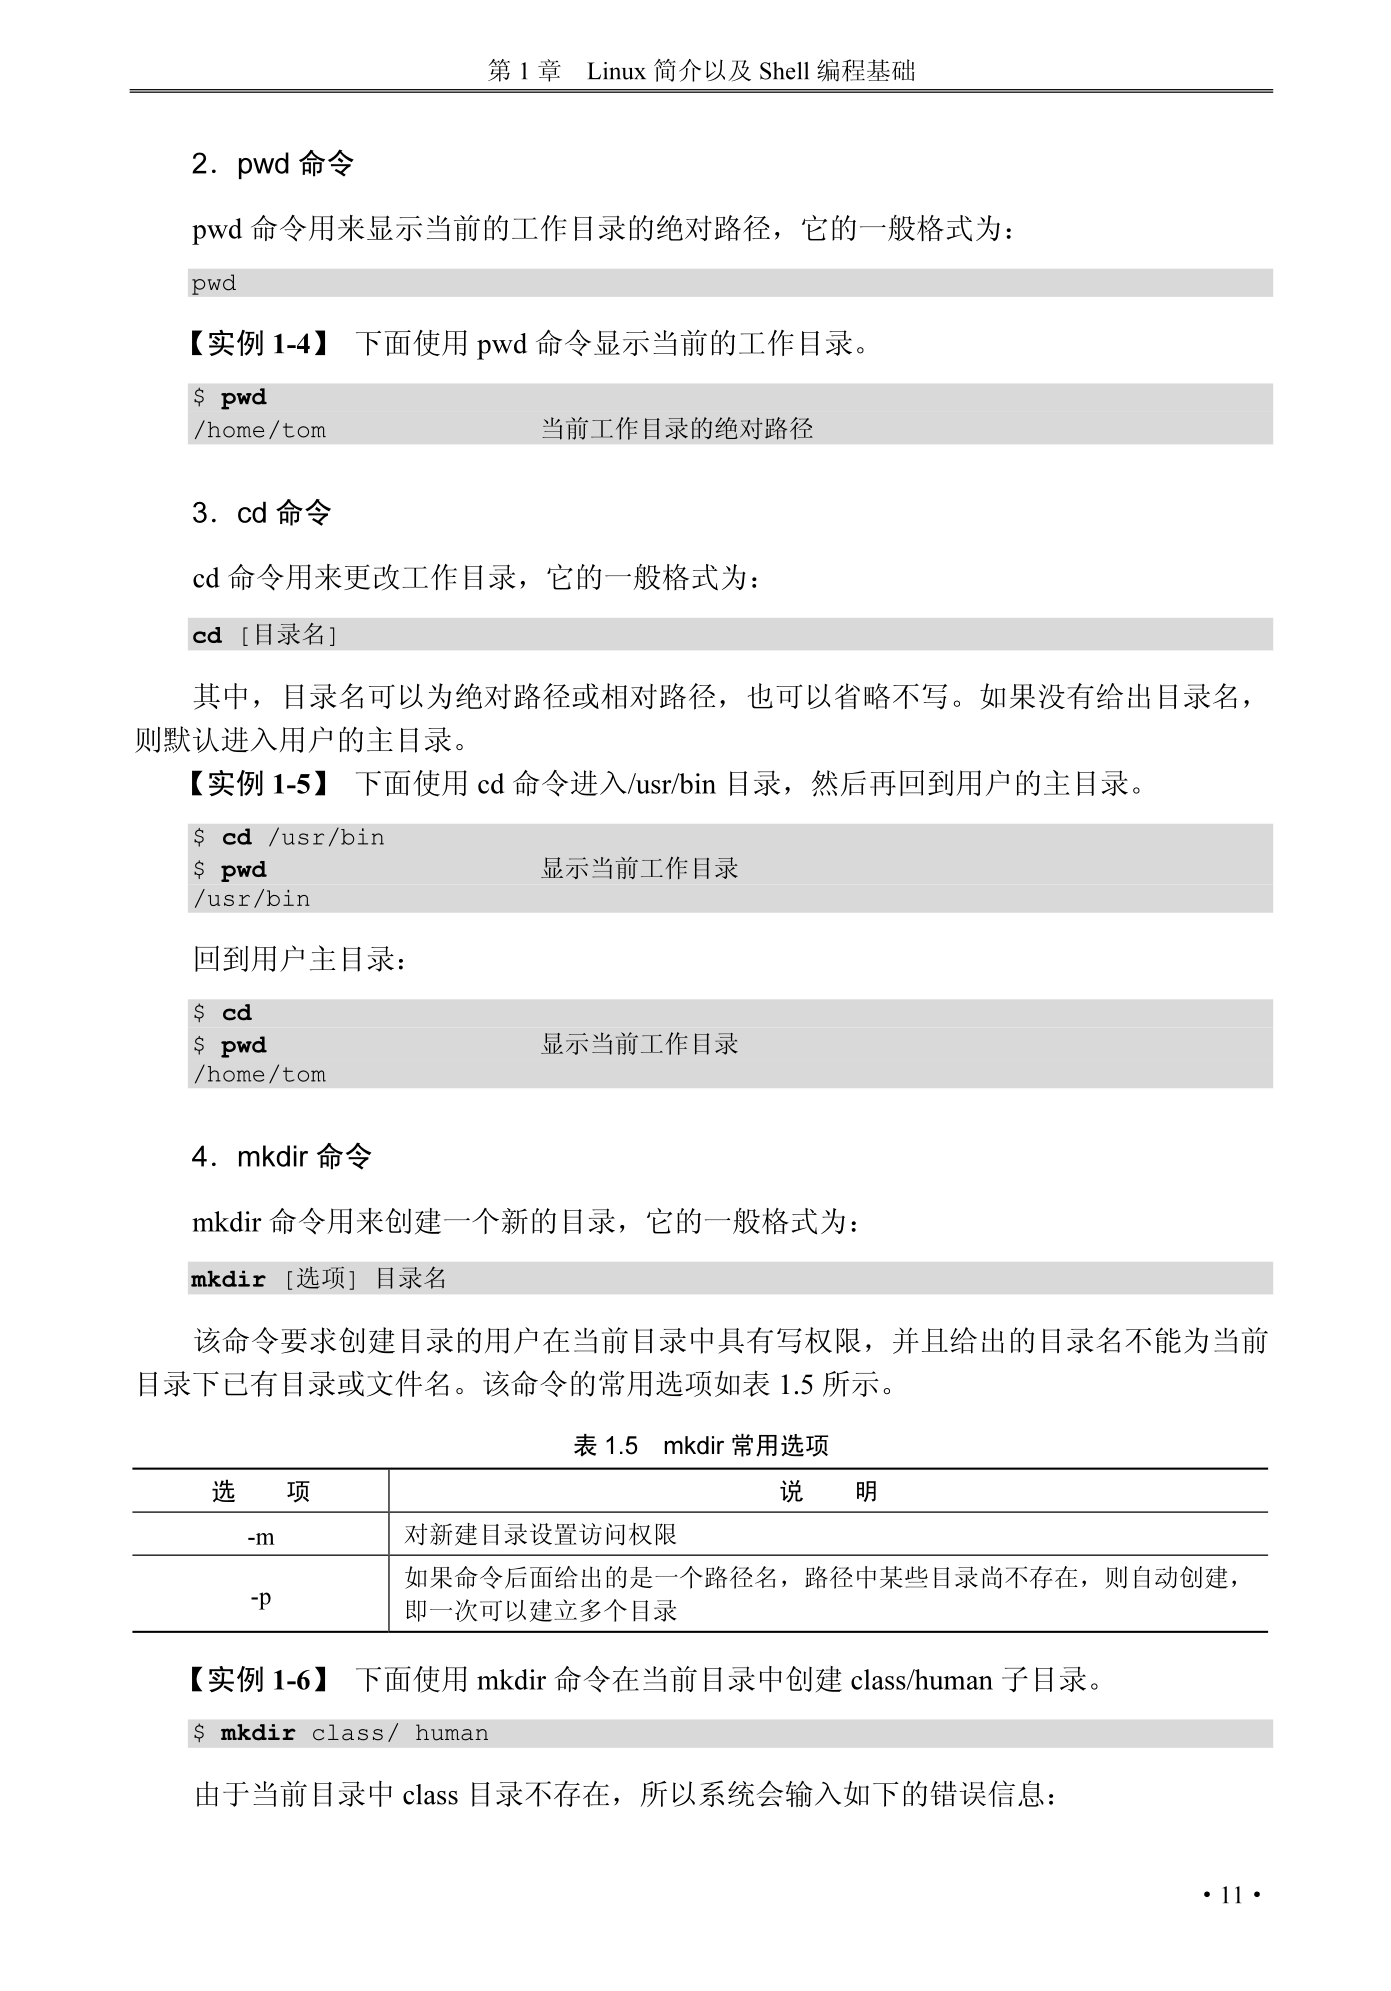 第 1 章　Linux 简介以及 Shell 编程基础
2．pwd 命令
pwd 命令用来显示当前的工作目录的绝对路径，它的一般格式为：
pwd
【实例 1-4】 下面使用 pwd 命令显示当前的工作目录。
$ pwd
/home/tom 当前工作目录的绝对路径
3．cd 命令
cd 命令用来更改工作目录，它的一般格式为：
cd [目录名]
其中，目录名可以为绝对路径或相对路径，也可以省略不写。如果没有给出目录名，
则默认进入用户的主目录。
【实例 1-5】 下面使用 cd 命令进入/usr/bin 目录，然后再回到用户的主目录。
$ cd /usr/bin
$ pwd 显示当前工作目录
/usr/bin
回到用户主目录：
$ cd
$ pwd 显示当前工作目录
/home/tom
4．mkdir 命令
mkdir 命令用来创建一个新的目录，它的一般格式为：
mkdir [选项] 目录名
该命令要求创建目录的用户在当前目录中具有写权限，并且给出的目录名不能为当前
目录下已有目录或文件名。该命令的常用选项如表 1.5 所示。
表 1.5　mkdir 常用选项
选　　项 说　　明
-m 对新建目录设置访问权限
-p 如果命令后面给出的是一个路径名，路径中某些目录尚不存在，则自动创建，
即一次可以建立多个目录
【实例 1-6】 下面使用 mkdir 命令在当前目录中创建 class/human 子目录。
$ mkdir class/ human
由于当前目录中 class 目录不存在，所以系统会输入如下的错误信息：
• 11 •